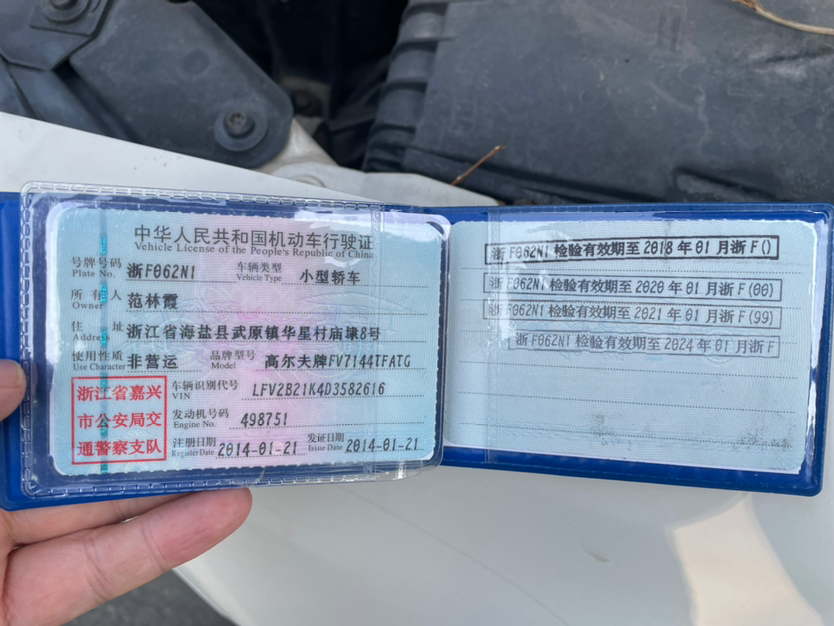 中华人民共和国机动车行驶证
Vehicle License of the People's Republic of China
号牌号码 Plate No. 浙F062N1 车辆类型 Vehicle Type 小型轿车
所有人 Owner 范林霞
住址 Address 浙江省海盐县武原镇华星村庙埭8号
使用性质 Use Character 非营运 品牌型号 Model 高尔夫牌FV7144TFATG
浙江省嘉兴
市公安局交
通警察支队
车辆识别代号 VIN LFV2B21K4D3582616
发动机号码 Engine No. 498751
注册日期 Register Date 2014-01-21 发证日期 Issue Date 2014-01-21
浙F062N1 检验有效期至2018年01月浙F()
浙F062N1 检验有效期至2020年01月浙F(00)
浙F062N1 检验有效期至2021年01月浙F(99)
浙F062N1 检验有效期至2024年01月浙F